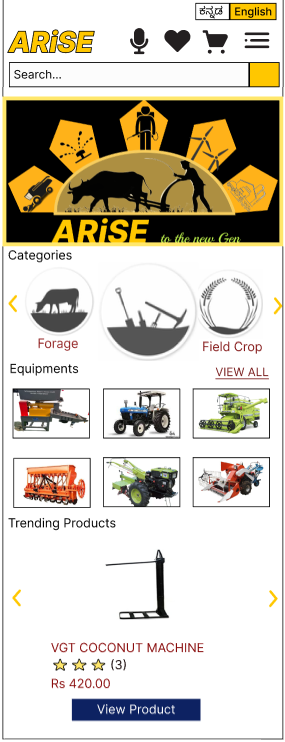 ಕನ್ನಡ English
ARiSE
Search...
ARiSE to the new Gen
Categories
Forage
Field Crop
Equipments
VIEW ALL
Trending Products
VGT COCONUT MACHINE
(3)
Rs 420.00
View Product